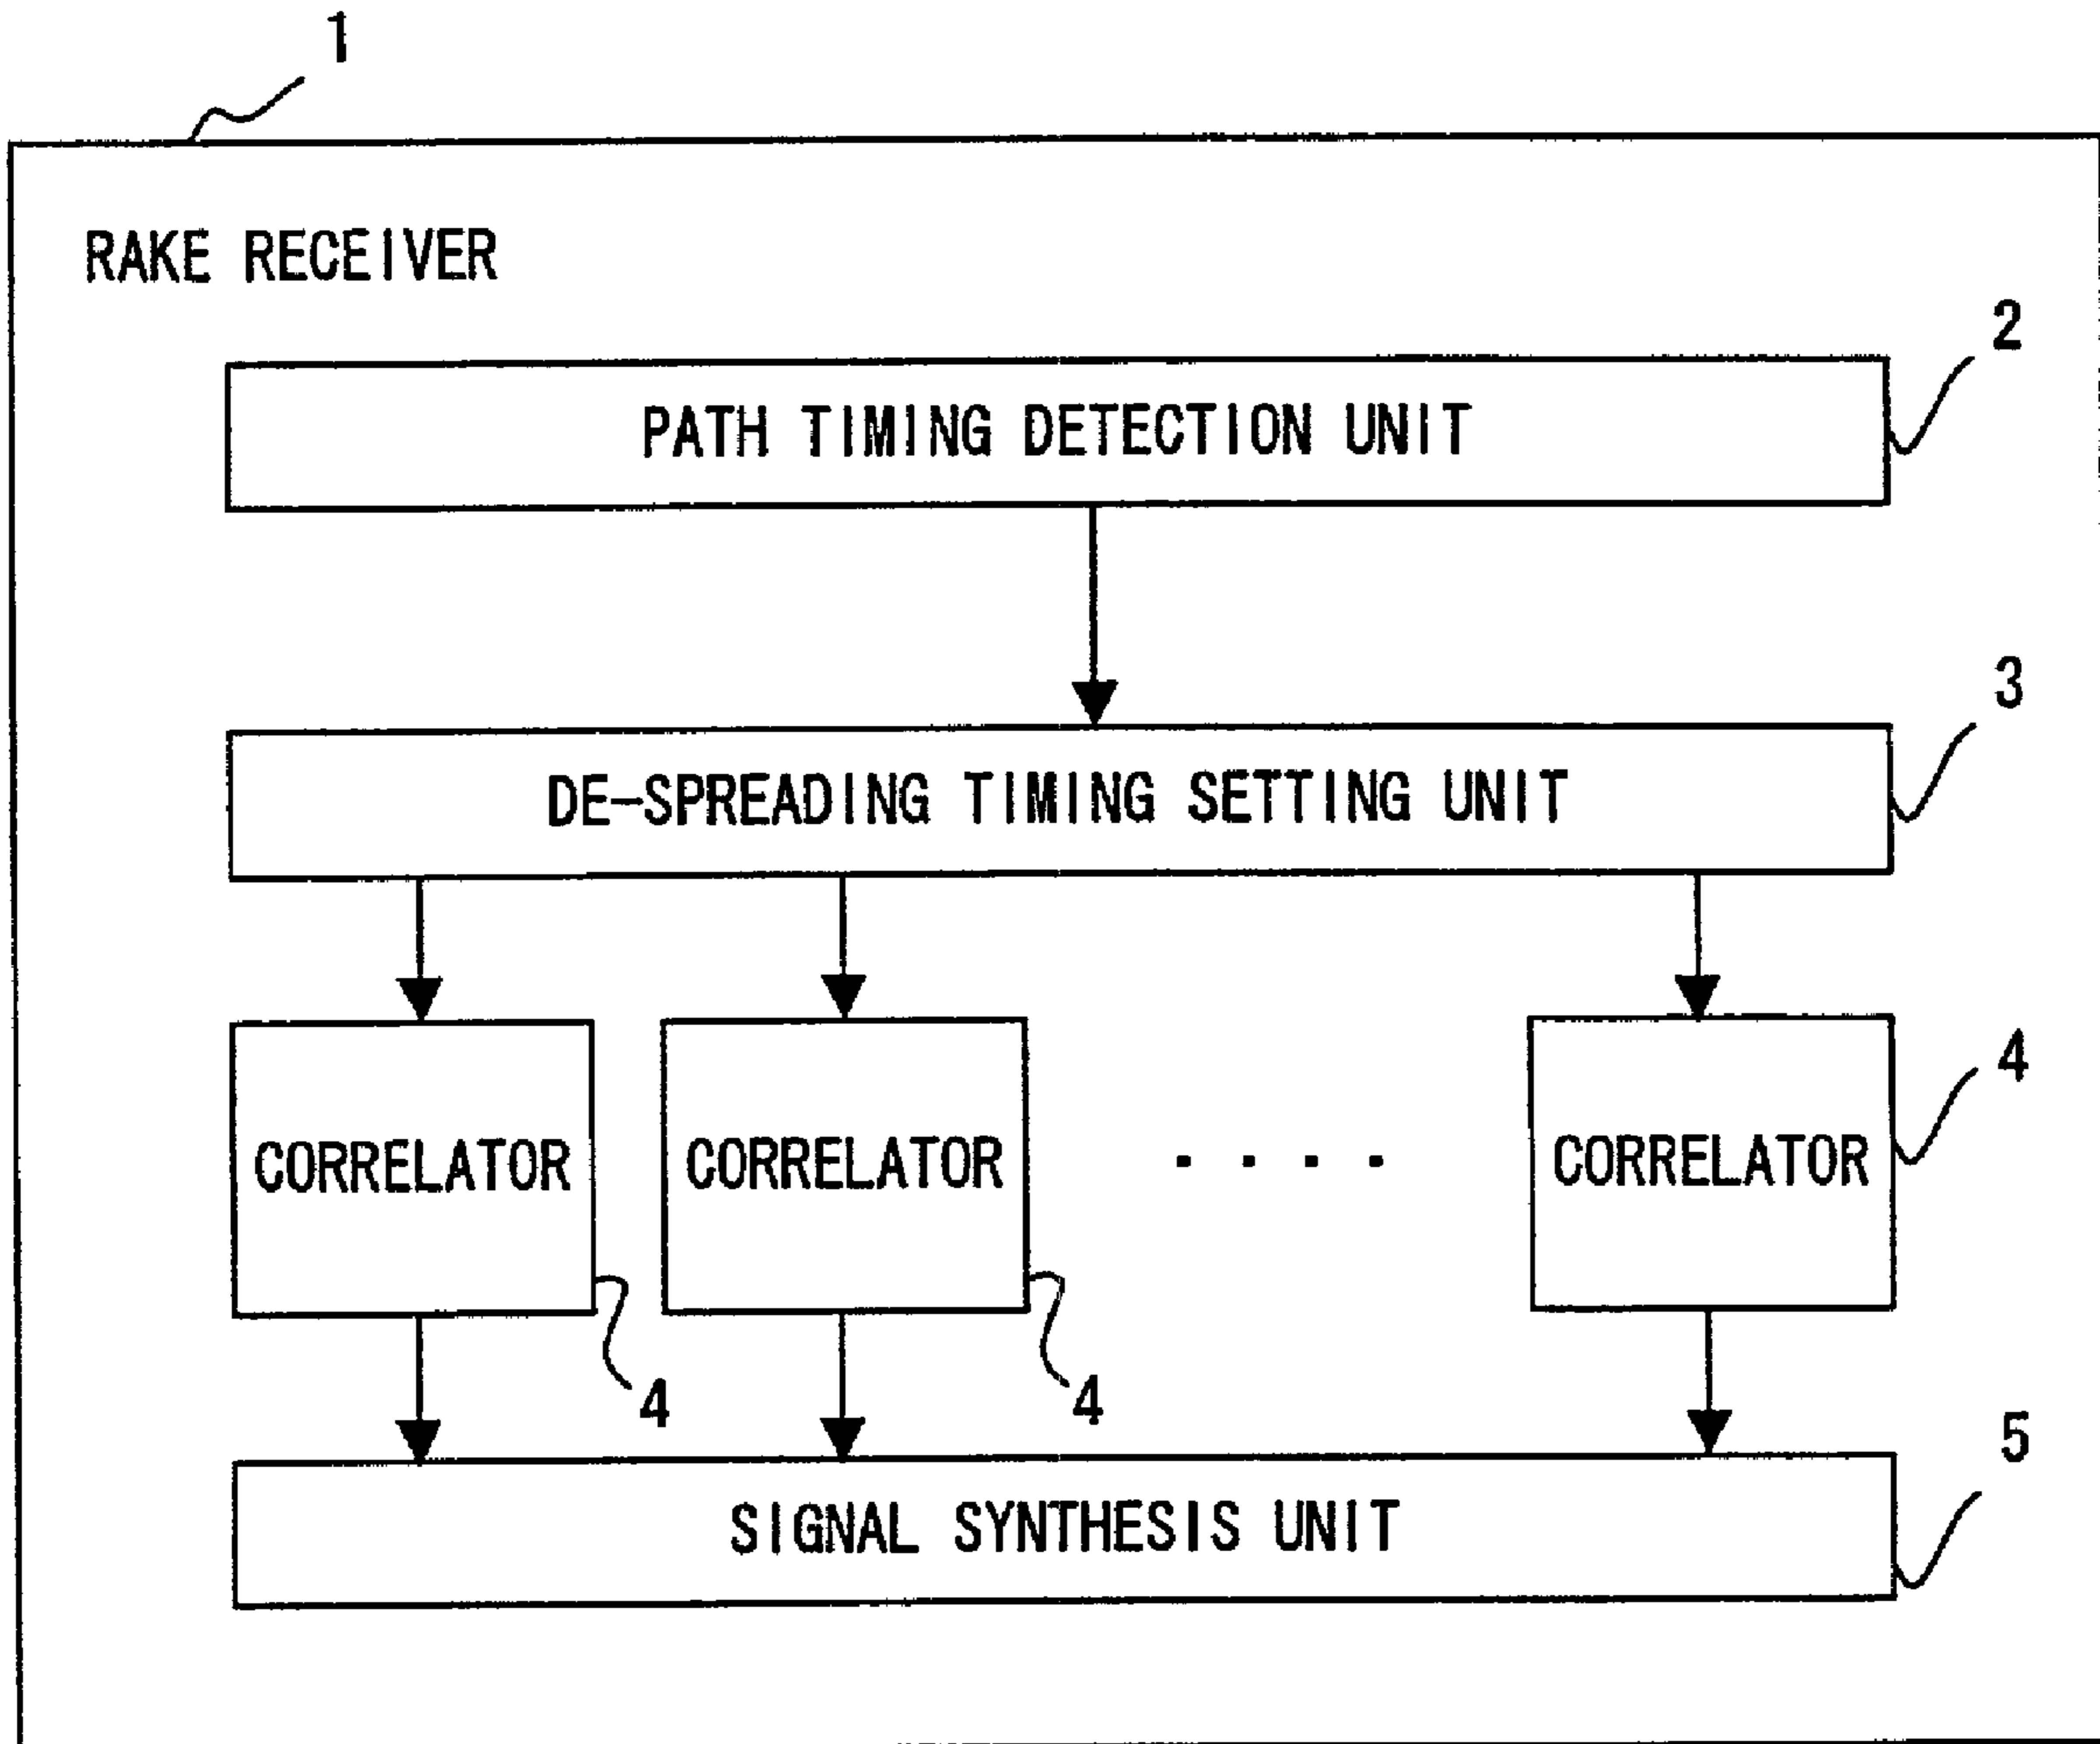 1
RAKE RECEIVER
2
PATH TIMING DETECTION UNIT
3
DE-SPREADING TIMING SETTING UNIT
4
CORRELATOR CORRELATOR . . . . CORRELATOR
4 4
5
SIGNAL SYNTHESIS UNIT